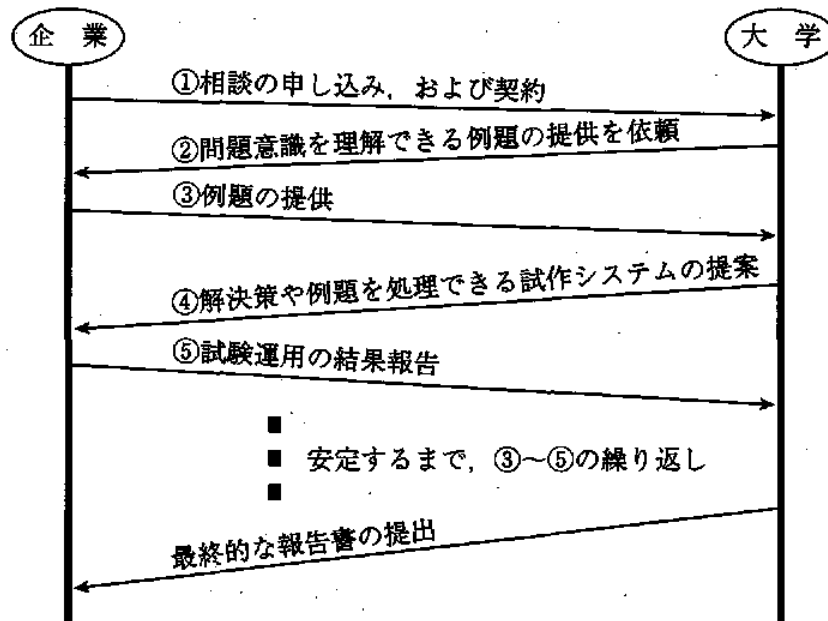 企 業
大 学
①相談の申し込み，および契約
②問題意識を理解できる例題の提供を依頼
③例題の提供
④解決策や例題を処理できる試作システムの提案
⑤試験運用の結果報告
安定するまで，③～⑤の繰り返し
最終的な報告書の提出